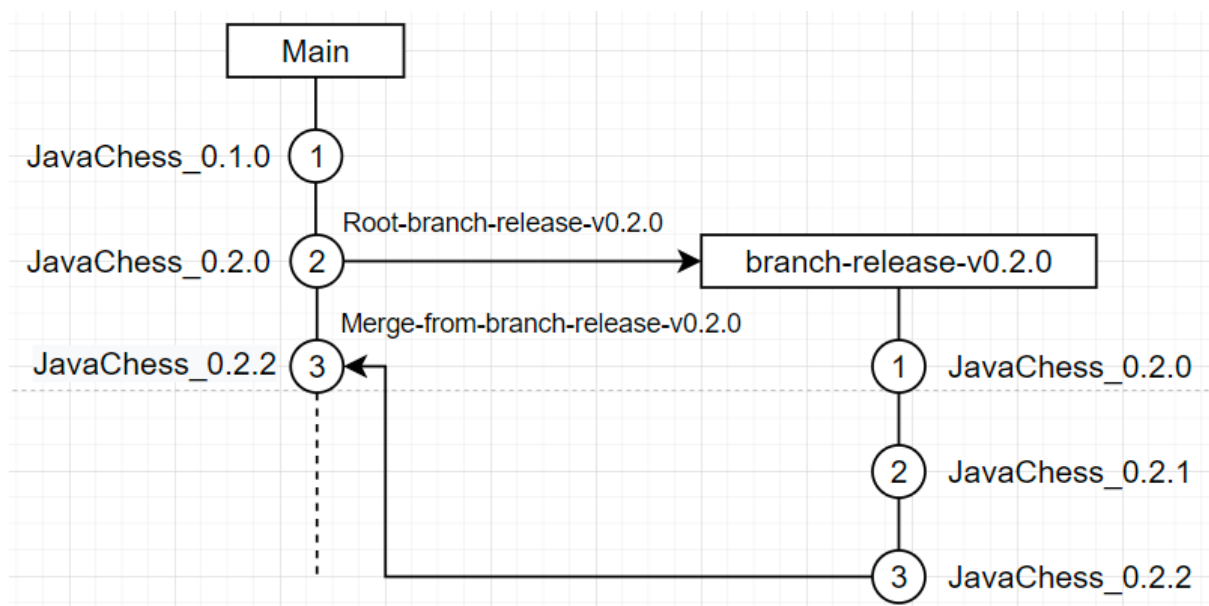 Main
JavaChess_0.1.0 1
Root-branch-release-v0.2.0
JavaChess_0.2.0 2 branch-release-v0.2.0
Merge-from-branch-release-v0.2.0
JavaChess_0.2.2 3 1 JavaChess_0.2.0
2 JavaChess_0.2.1
3 JavaChess_0.2.2